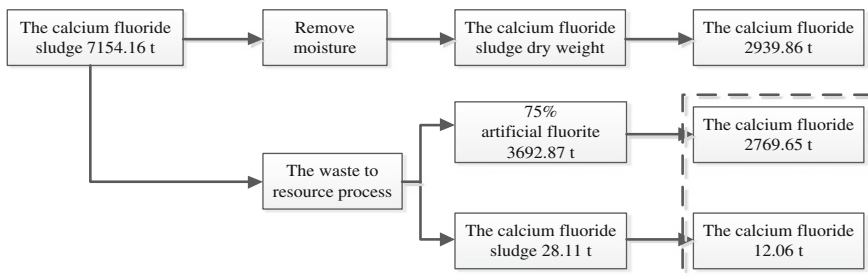 The calcium fluoride
sludge 7154.16 t
Remove
moisture
The calcium fluoride
sludge dry weight
The calcium fluoride
2939.86 t
75%
artificial fluorite
3692.87 t
The calcium fluoride
2769.65 t
The waste to
resource process
The calcium fluoride
sludge 28.11 t
The calcium fluoride
12.06 t